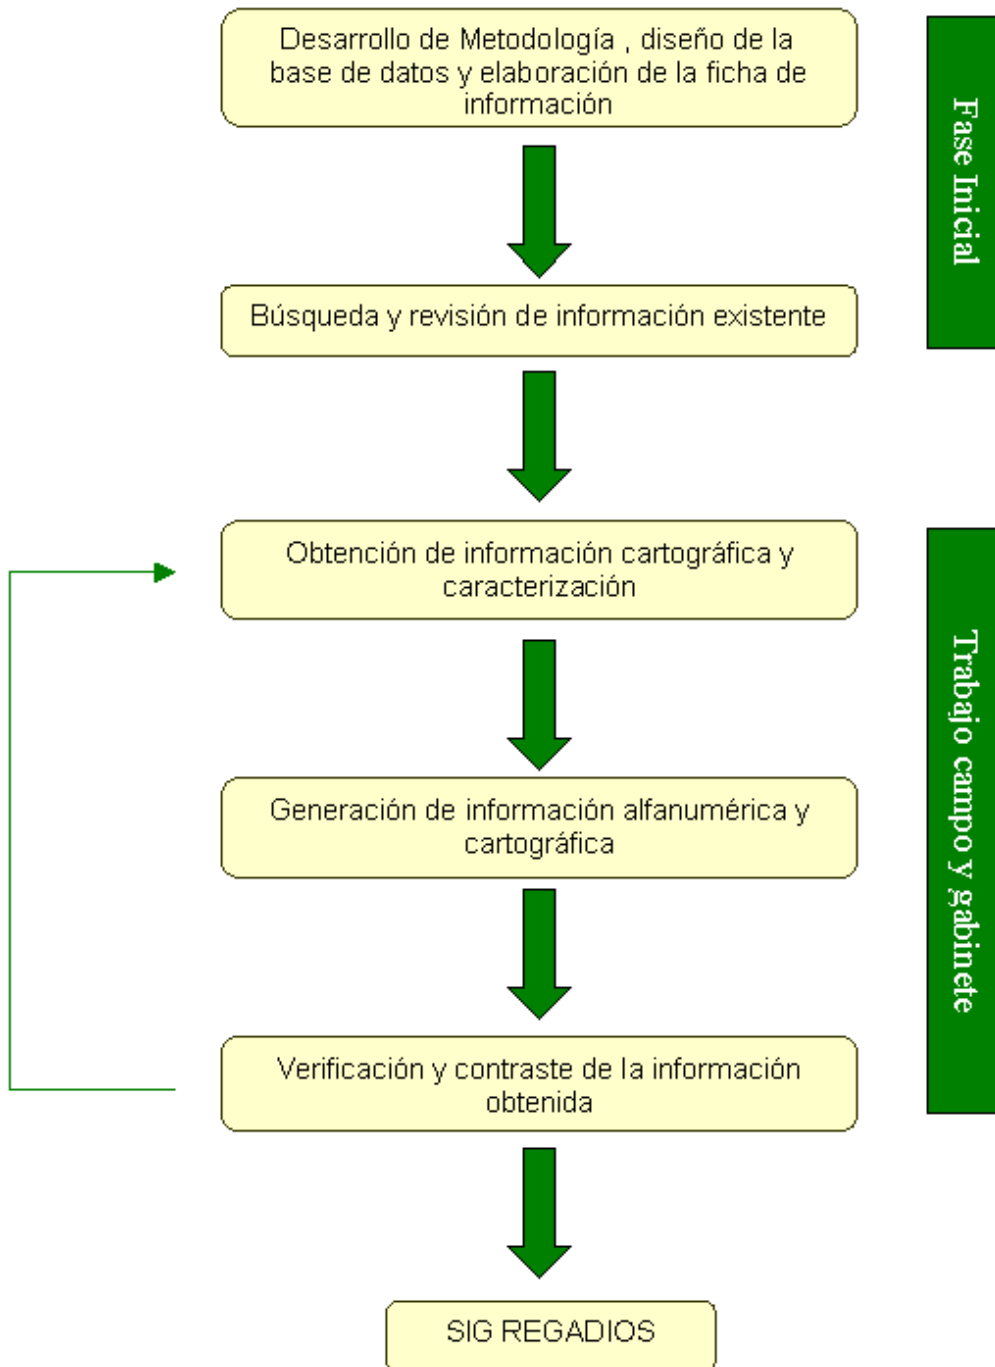 Desarrollo de Metodología , diseño de la
base de datos y elaboración de la ficha de
información
Fase Inicial
Búsqueda y revisión de información existente
Obtención de información cartográfica y
caracterización
Trabajo campo y gabinete
Generación de información alfanumérica y
cartográfica
Verificación y contraste de la información
obtenida
SIG REGADIOS